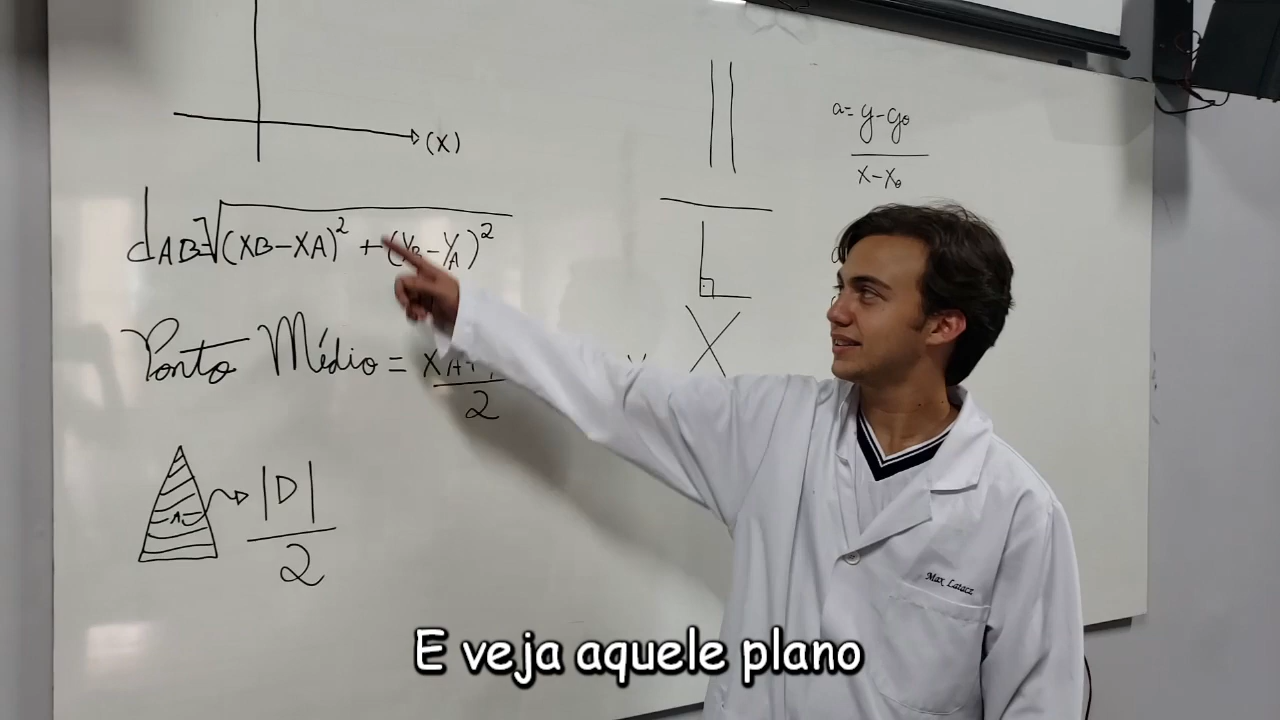 (X)
dAB=√(XB-XA)² + (YB-YA)²
Ponto Médio = XA+
2
A
|D|
2
a= y-y₀
x-x₀
Max Latacz
E veja aquele plano